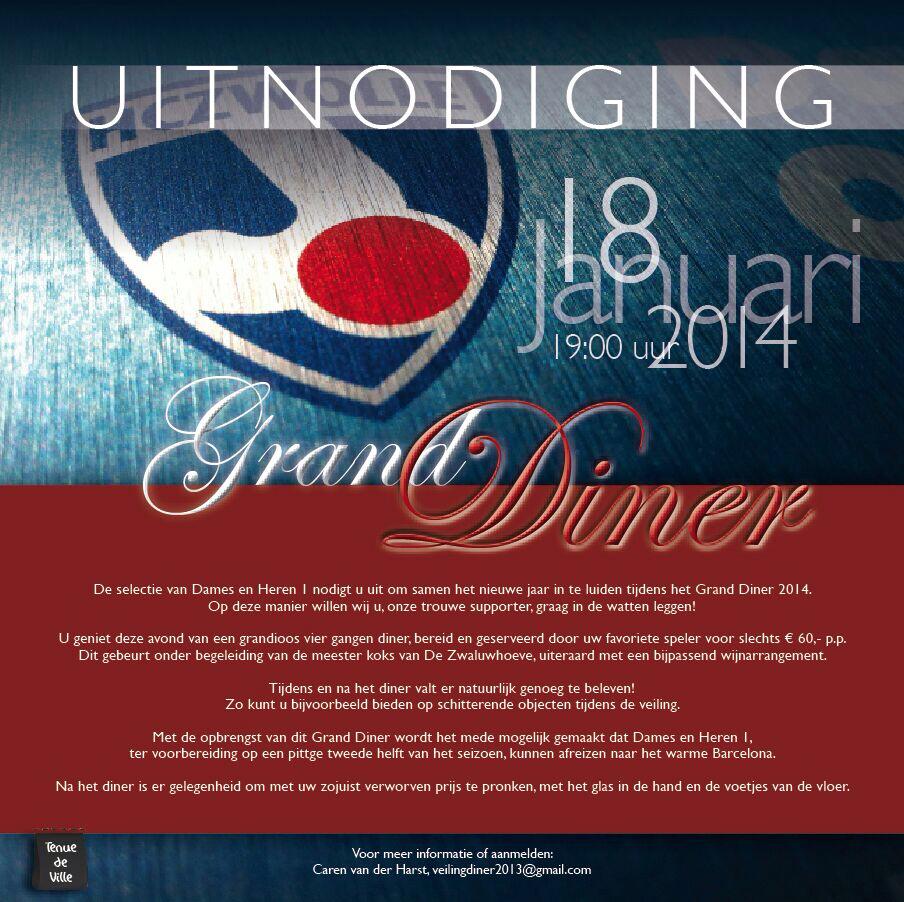 UITNODIGING
HCZWOLLE
18
Januari
2014
19:00 uur
Grand Diner
De selectie van Dames en Heren 1 nodigt u uit om samen het nieuwe jaar in te luiden tijdens het Grand Diner 2014.
Op deze manier willen wij u, onze trouwe supporter, graag in de watten leggen!
U geniet deze avond van een grandioos vier gangen diner, bereid en geserveerd door uw favoriete speler voor slechts € 60,- p.p.
Dit gebeurt onder begeleiding van de meester koks van De Zwaluwhoeve, uiteraard met een bijpassend wijnarrangement.
Tijdens en na het diner valt er natuurlijk genoeg te beleven!
Zo kunt u bijvoorbeeld bieden op schitterende objecten tijdens de veiling.
Met de opbrengst van dit Grand Diner wordt het mede mogelijk gemaakt dat Dames en Heren 1,
ter voorbereiding op een pittge tweede helft van het seizoen, kunnen afreizen naar het warme Barcelona.
Na het diner is er gelegenheid om met uw zojuist verworven prijs te pronken, met het glas in de hand en de voetjes van de vloer.
Tenue
de
Ville
Voor meer informatie of aanmelden:
Caren van der Harst, veilingdiner2013@gmail.com